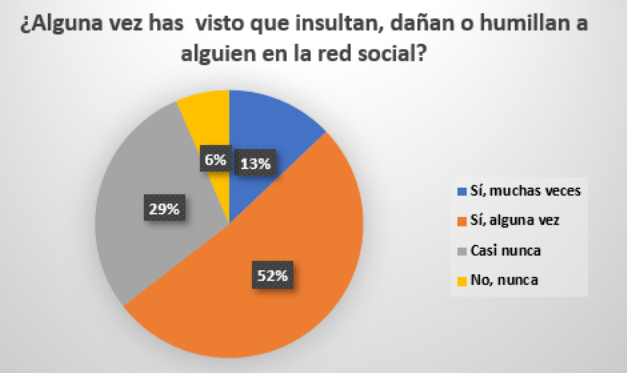 ¿Alguna vez has visto que insultan, dañan o humillan a
alguien en la red social?
6%
13%
29%
52%
Sí, muchas veces
Sí, alguna vez
Casi nunca
No, nunca